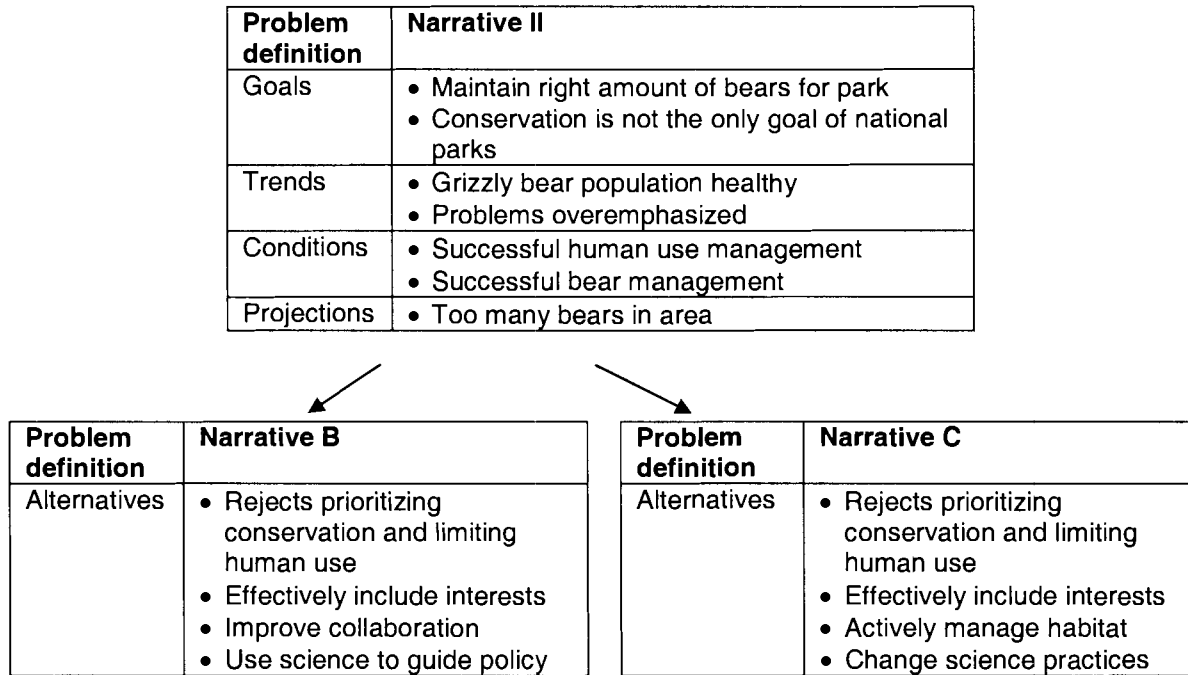 Problem definition
Narrative II
Goals
• Maintain right amount of bears for park
• Conservation is not the only goal of national
parks
Trends
• Grizzly bear population healthy
• Problems overemphasized
Conditions
• Successful human use management
• Successful bear management
Projections
• Too many bears in area
Problem
definition
Narrative B
Alternatives
• Rejects prioritizing
conservation and limiting
human use
• Effectively include interests
• Improve collaboration
• Use science to guide policy
Problem
definition
Narrative C
Alternatives
• Rejects prioritizing
conservation and limiting
human use
• Effectively include interests
• Actively manage habitat
• Change science practices